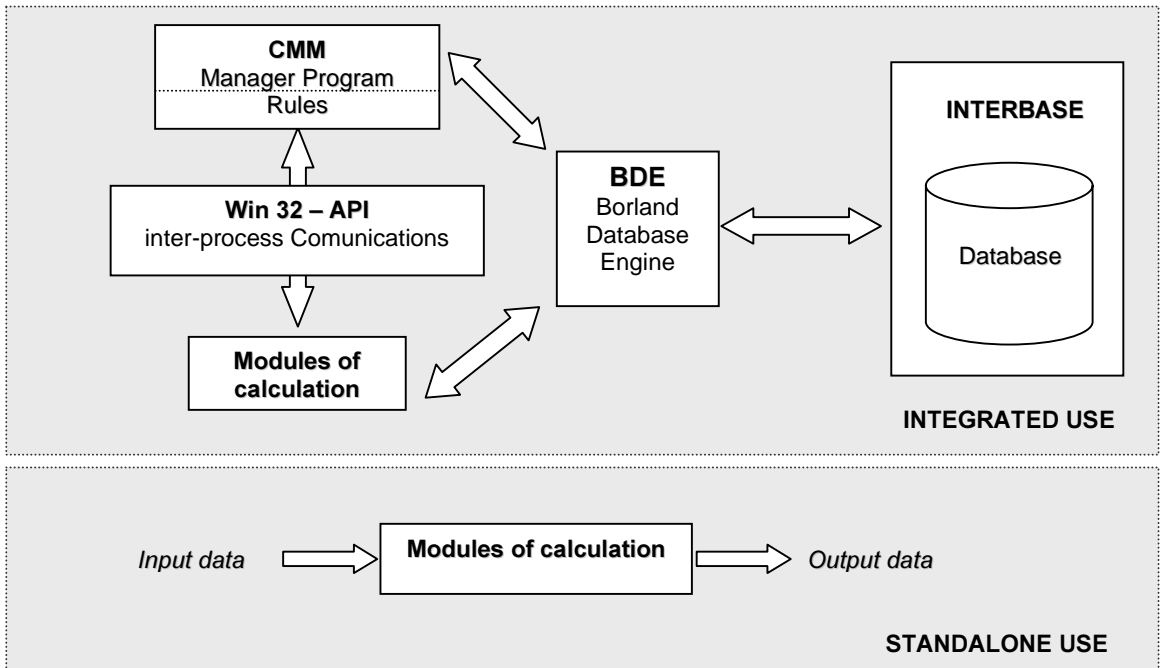 CMM
Manager Program
Rules
Win 32 – API
inter-process Comunications
Modules of
calculation
BDE
Borland
Database
Engine
INTERBASE
Database
INTEGRATED USE
Input data
Modules of calculation
Output data
STANDALONE USE